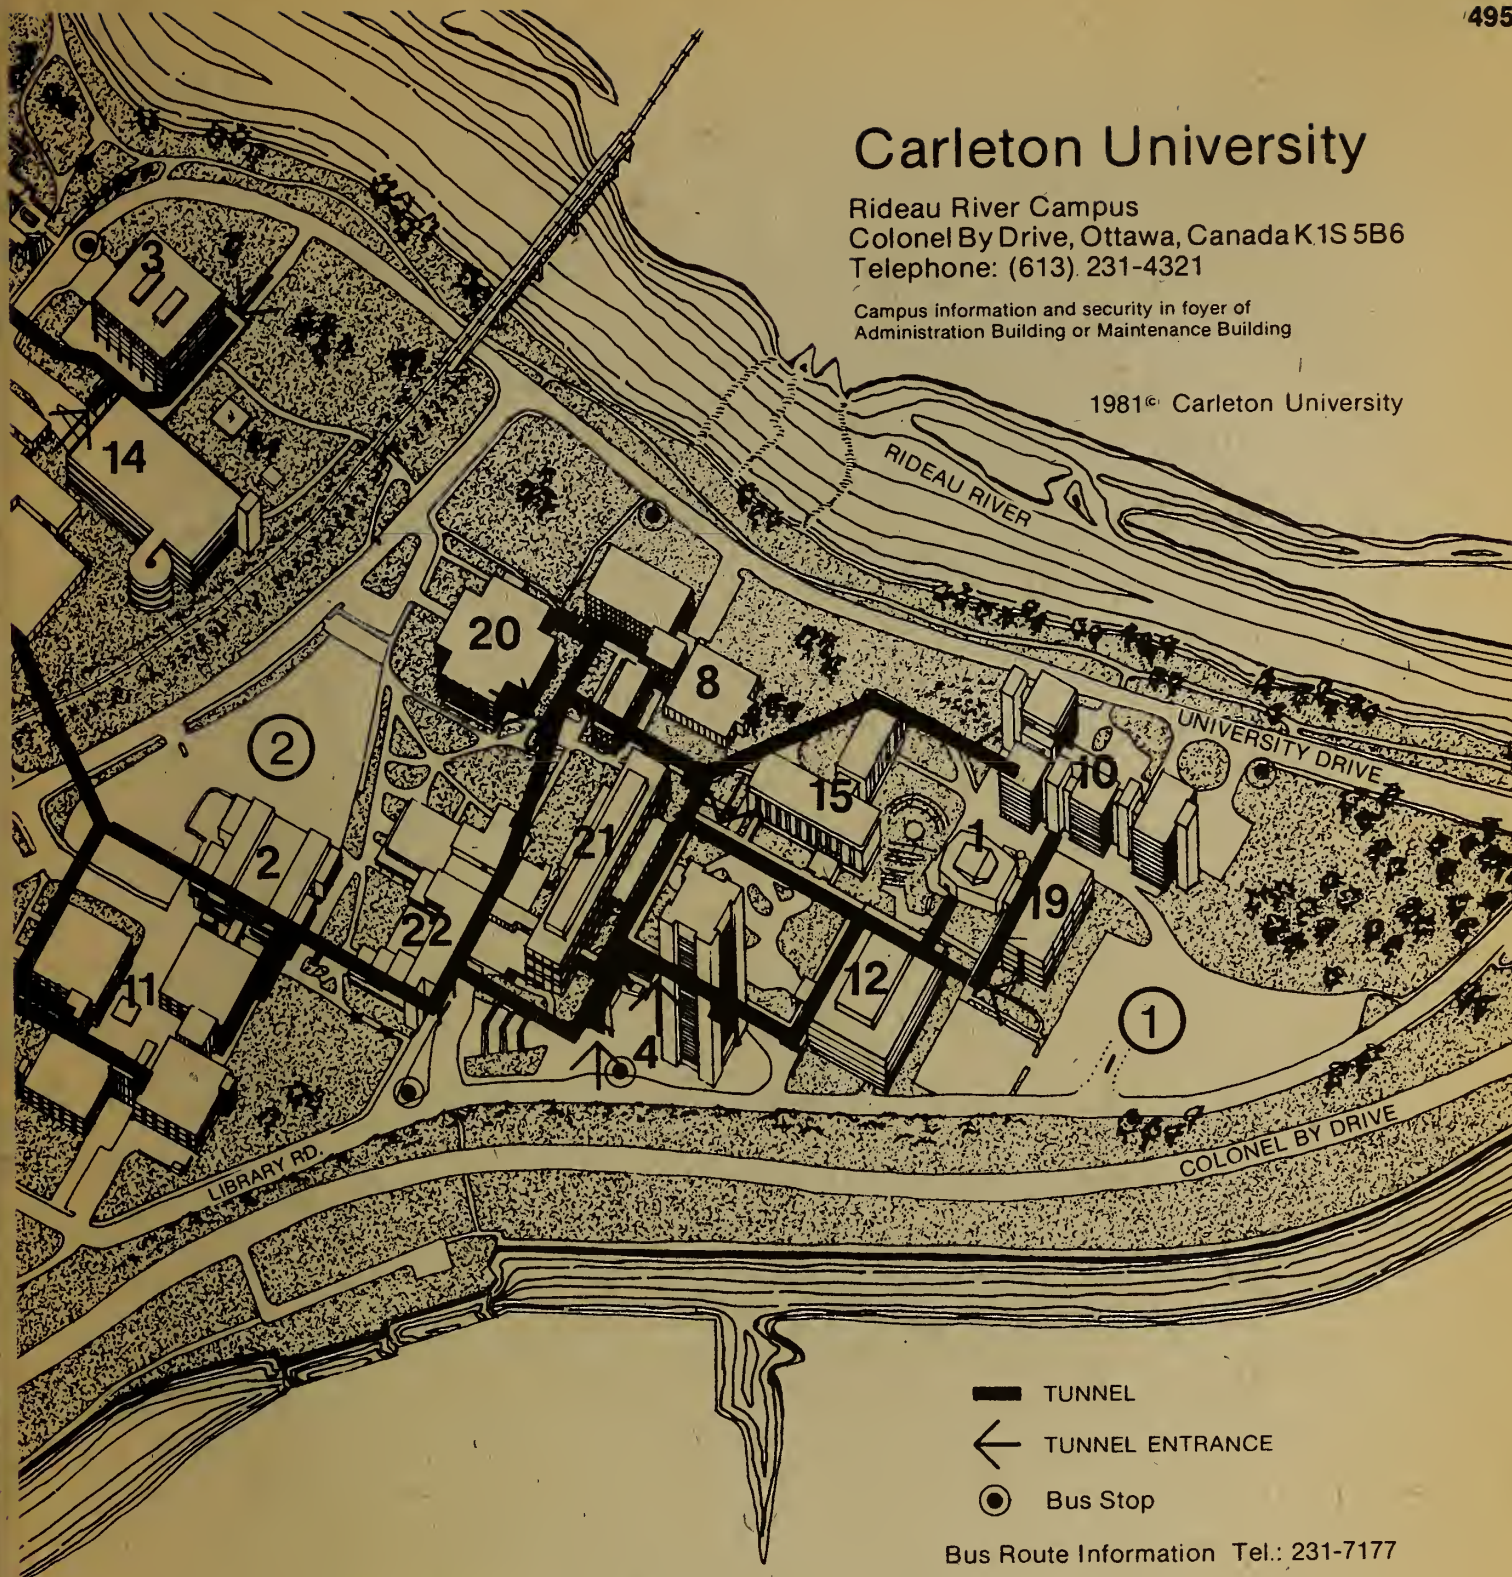 495
Carleton University
Rideau River Campus
Colonel By Drive, Ottawa, Canada K1S 5B6
Telephone: (613) 231-4321
Campus information and security in foyer of
Administration Building or Maintenance Building
1981© Carleton University
3
14
RIDEAU RIVER
20
8
UNIVERSITY DRIVE
2
10
15
21
1
2
19
22
12
11
1
4
LIBRARY RD.
COLONEL BY DRIVE
TUNNEL
TUNNEL ENTRANCE
Bus Stop
Bus Route Information Tel.: 231-7177